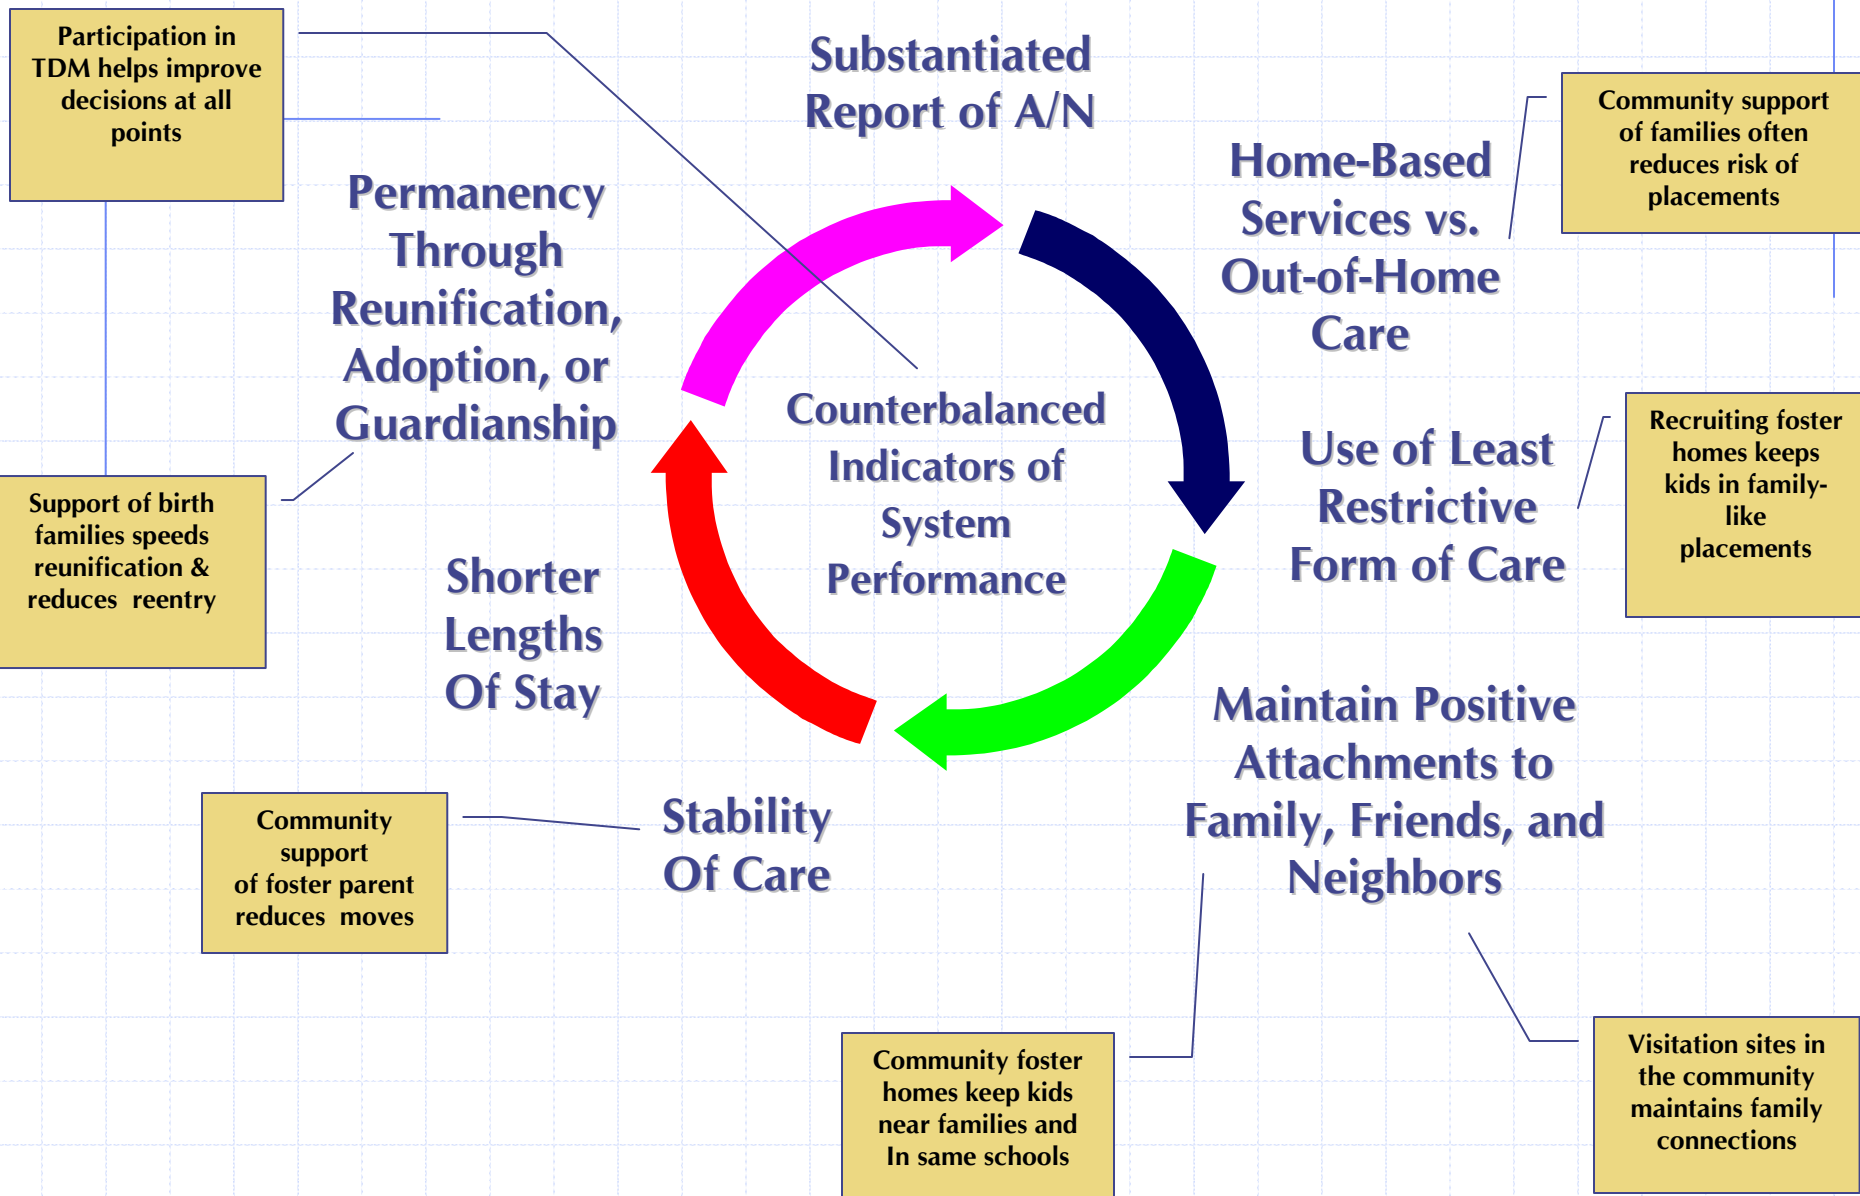 Participation in
TDM helps improve
decisions at all
points
Substantiated
Report of A/N
Community support
of families often
reduces risk of
placements
Home-Based
Services vs.
Out-of-Home
Care
Permanency
Through
Reunification,
Adoption, or
Guardianship
Counterbalanced
Indicators of
System
Performance
Use of Least
Restrictive
Form of Care
Recruiting foster
homes keeps
kids in family-
like
placements
Support of birth
families speeds
reunification &
reduces  reentry
Shorter
Lengths
Of Stay
Maintain Positive
Attachments to
Family, Friends, and
Neighbors
Community
support
of foster parent
reduces  moves
Stability
Of Care
Community foster
homes keep kids
near families and
In same schools
Visitation sites in
the community
maintains family
connections